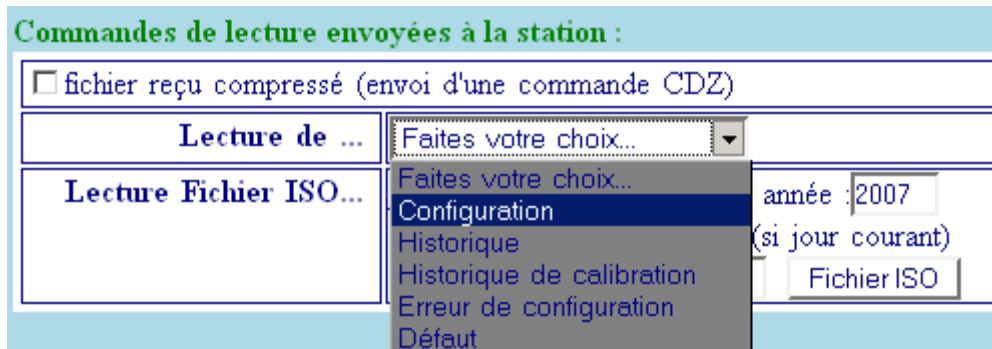 Commandes de lecture envoyées à la station :
fichier reçu compressé (envoi d'une commande CDZ)
Lecture de ... Faites votre choix...
Faites votre choix...
Lecture Fichier ISO... année :2007
Configuration
Historique (si jour courant)
Historique de calibration Fichier ISO
Erreur de configuration
Défaut